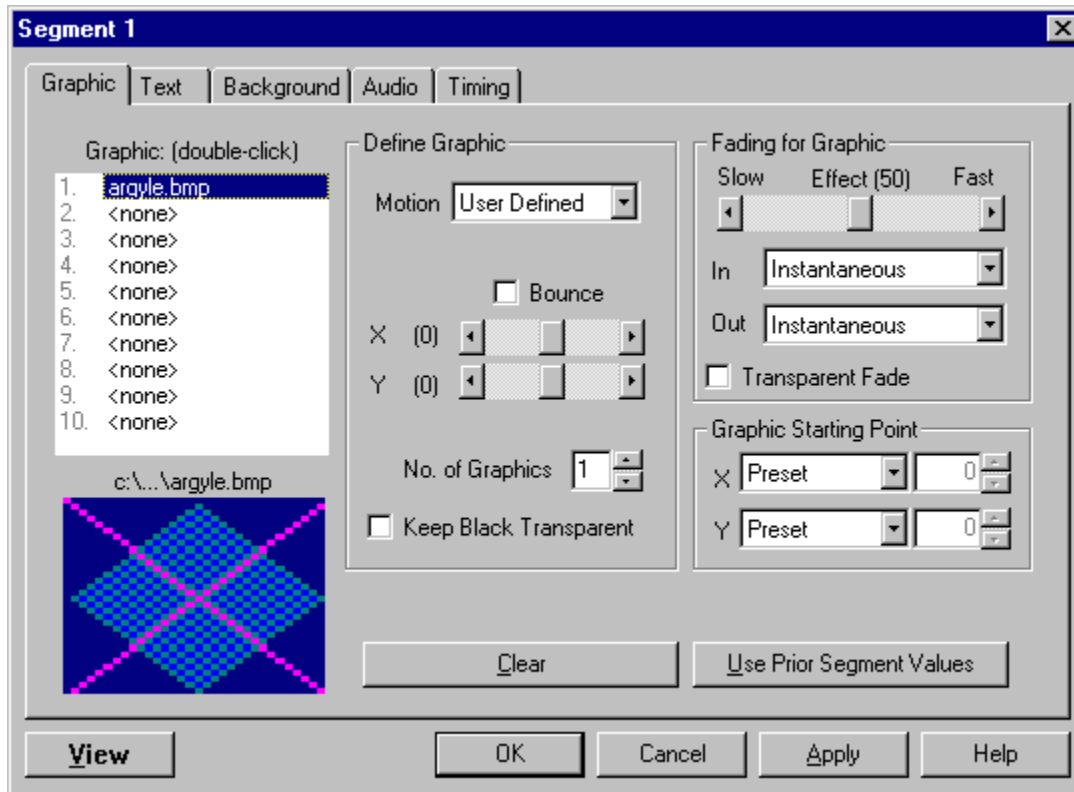 Segment 1
Graphic Text Background Audio Timing
Graphic: (double-click)
1. argyle.bmp
2. <none>
3. <none>
4. <none>
5. <none>
6. <none>
7. <none>
8. <none>
9. <none>
10. <none>
c:\...\argyle.bmp
Define Graphic
Motion User Defined
Bounce
X (0)
Y (0)
No. of Graphics 1
Keep Black Transparent
Fading for Graphic
Slow Effect (50) Fast
In Instantaneous
Out Instantaneous
Transparent Fade
Graphic Starting Point
X Preset 0
Y Preset 0
Clear
Use Prior Segment Values
View OK Cancel Apply Help